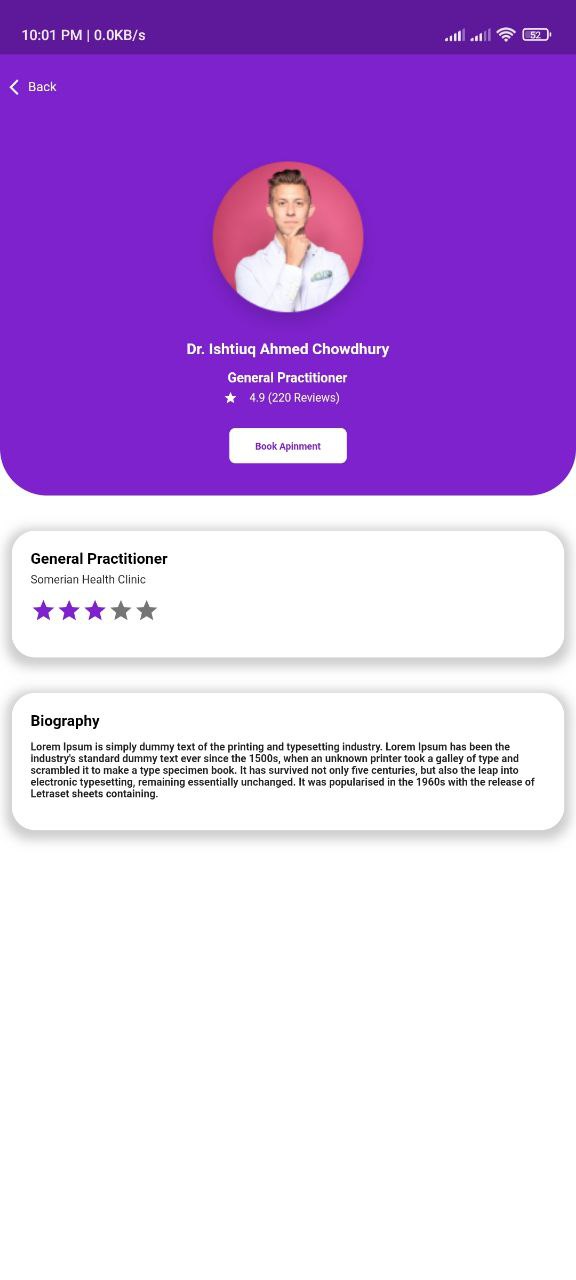 10:01 PM | 0.0KB/s
52
Back
Dr. Ishtiuq Ahmed Chowdhury
General Practitioner
4.9 (220 Reviews)
Book Apinment
General Practitioner
Somerian Health Clinic
Biography
Lorem Ipsum is simply dummy text of the printing and typesetting industry. Lorem Ipsum has been the
industry's standard dummy text ever since the 1500s, when an unknown printer took a galley of type and
scrambled it to make a type specimen book. It has survived not only five centuries, but also the leap into
electronic typesetting, remaining essentially unchanged. It was popularised in the 1960s with the release of
Letraset sheets containing.